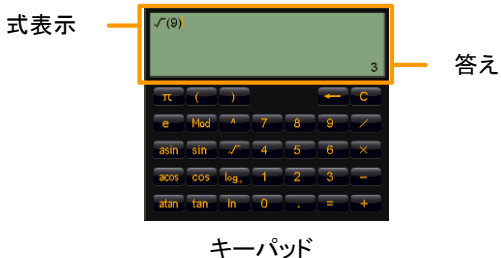 式表示
√(9)
3
答え
π ( ) ← C
e Mod ^ 7 8 9 /
asin sin √ 4 5 6 ×
acos cos logₙ 1 2 3 −
atan tan ln 0 . = +
キーパッド